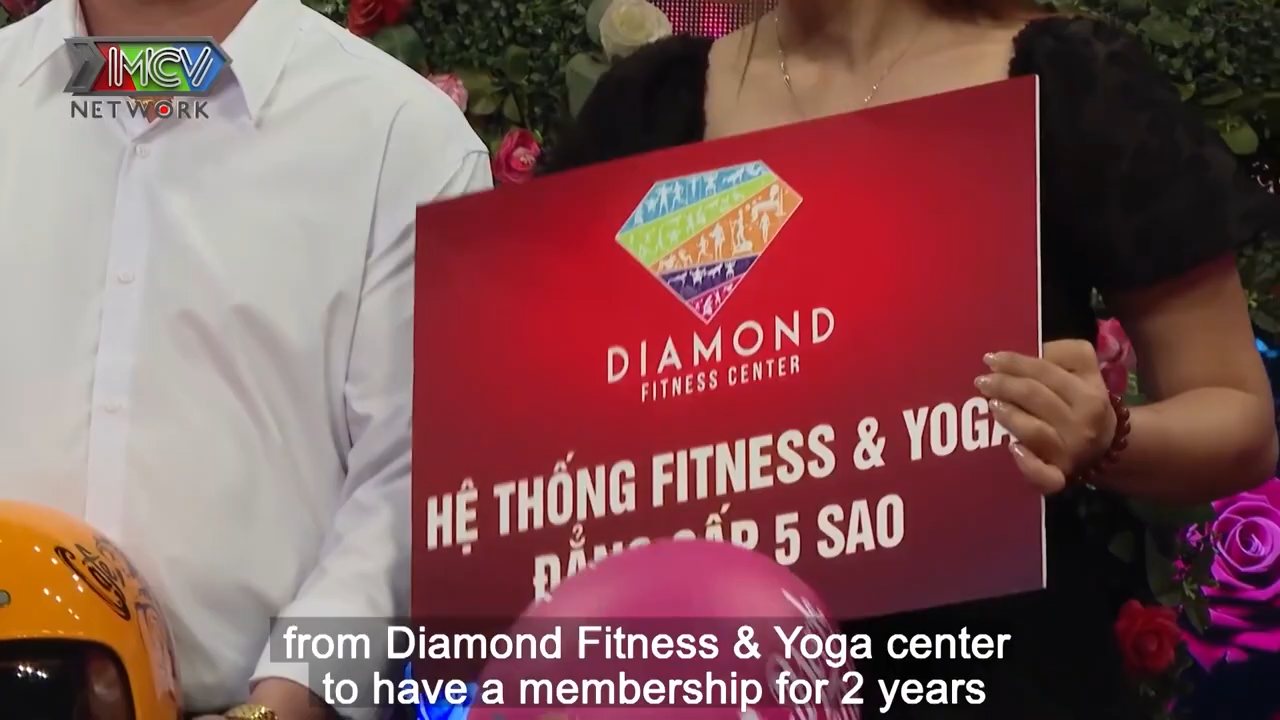 MCV
NETWORK
DIAMOND
FITNESS CENTER
HỆ THỐNG FITNESS & YOGA
5 SAO
from Diamond Fitness & Yoga center
to have a membership for 2 years